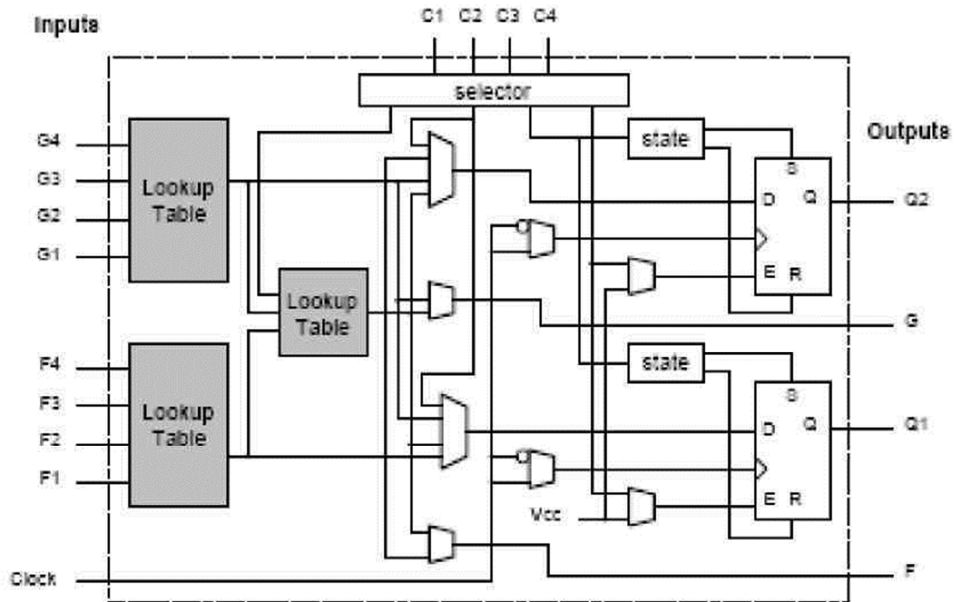 Inputs
C1 C2 C3 C4
selector
Outputs
G4
G3
G2
G1
Lookup
Table
state
S
D Q
E R
Q2
Lookup
Table
G
F4
F3
F2
F1
Lookup
Table
state
S
D Q
E R
Q1
Vcc
Clock
F